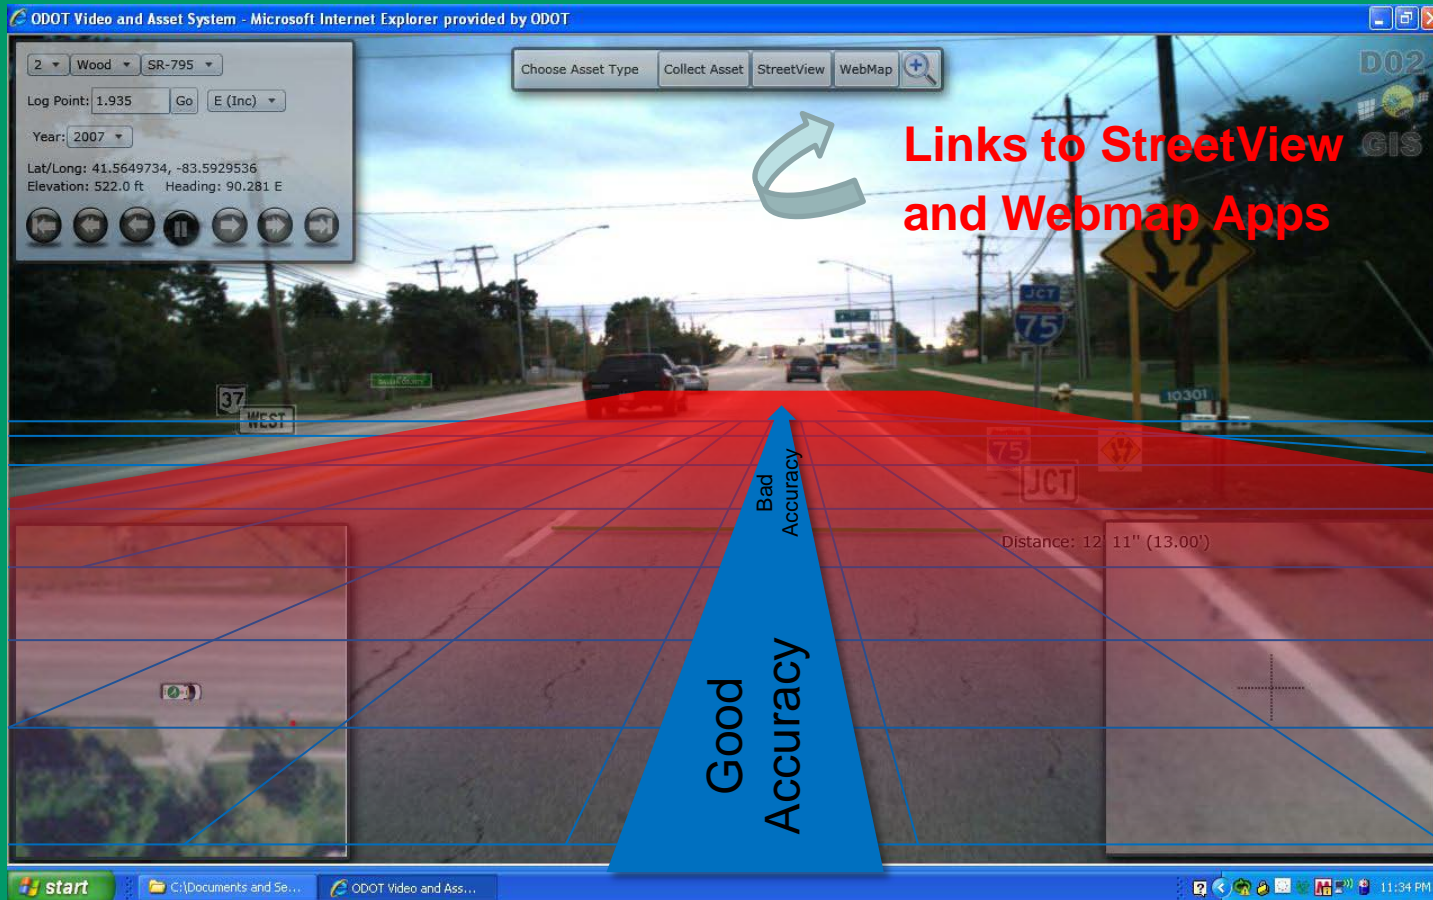 ODOT Video and Asset System - Microsoft Internet Explorer provided by ODOT
2 Wood SR-795
Log Point: 1.935 Go E (Inc)
Year: 2007
Lat/Long: 41.5649734, -83.5929536
Elevation: 522.0 ft Heading: 90.281 E
Choose Asset Type Collect Asset StreetView WebMap
D02
GIS
Links to StreetView
and Webmap Apps
JCT
75
37
WEST
10301
75
JCT
Bad
Accuracy
Distance: 12' 11" (13.00')
Good
Accuracy
start C:\Documents and Se... ODOT Video and Ass... 11:34 PM